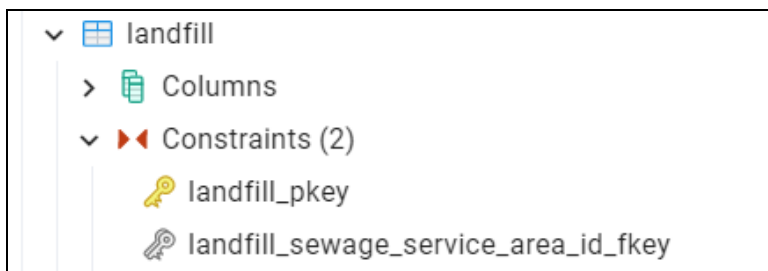 landfill
Columns
Constraints (2)
landfill_pkey
landfill_sewage_service_area_id_fkey